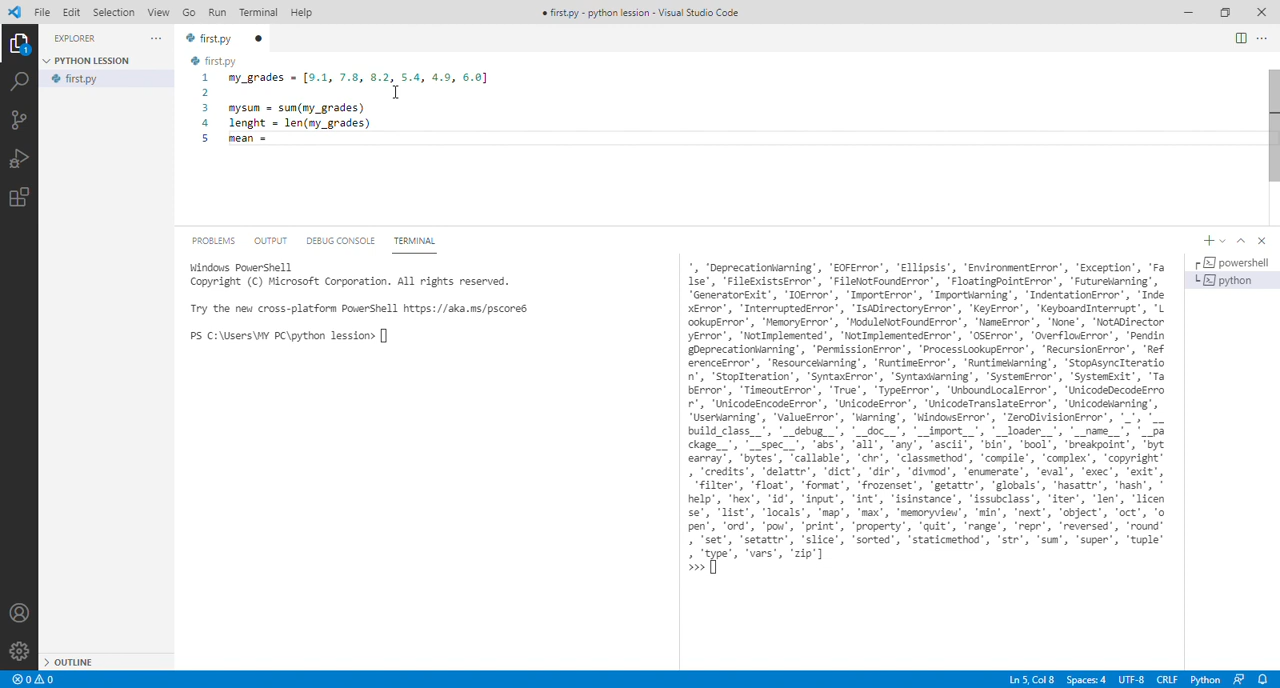 File Edit Selection View Go Run Terminal Help
● first.py - python lession - Visual Studio Code
EXPLORER
PYTHON LESSION
first.py
OUTLINE
1
first.py
first.py
1 my_grades = [9.1, 7.8, 8.2, 5.4, 4.9, 6.0]
2
3 mysum = sum(my_grades)
4 lenght = len(my_grades)
5 mean =
PROBLEMS OUTPUT DEBUG CONSOLE TERMINAL
Windows PowerShell
Copyright (C) Microsoft Corporation. All rights reserved.
Try the new cross-platform PowerShell https://aka.ms/pscore6
PS C:\Users\MY PC\python lession>
', 'DeprecationWarning', 'EOFError', 'Ellipsis', 'EnvironmentError', 'Exception', 'Fa
lse', 'FileExistsError', 'FileNotFoundError', 'FloatingPointError', 'FutureWarning',
'GeneratorExit', 'IOError', 'ImportError', 'ImportWarning', 'IndentationError', 'Inde
xError', 'InterruptedError', 'IsADirectoryError', 'KeyError', 'KeyboardInterrupt', 'L
ookupError', 'MemoryError', 'ModuleNotFoundError', 'NameError', 'None', 'NotADirector
yError', 'NotImplemented', 'NotImplementedError', 'OSError', 'OverflowError', 'Pendin
gDeprecationWarning', 'PermissionError', 'ProcessLookupError', 'RecursionError', 'Ref
erenceError', 'ResourceWarning', 'RuntimeError', 'RuntimeWarning', 'StopAsyncIteratio
n', 'StopIteration', 'SyntaxError', 'SyntaxWarning', 'SystemError', 'SystemExit', 'Ta
bError', 'TimeoutError', 'True', 'TypeError', 'UnboundLocalError', 'UnicodeDecodeErro
r', 'UnicodeEncodeError', 'UnicodeError', 'UnicodeTranslateError', 'UnicodeWarning',
'UserWarning', 'ValueError', 'Warning', 'WindowsError', 'ZeroDivisionError', '_', '__
build_class__', '__debug__', '__doc__', '__import__', '__loader__', '__name__', '__pa
ckage__', '__spec__', 'abs', 'all', 'any', 'ascii', 'bin', 'bool', 'breakpoint', 'byt
earray', 'bytes', 'callable', 'chr', 'classmethod', 'compile', 'complex', 'copyright'
, 'credits', 'delattr', 'dict', 'dir', 'divmod', 'enumerate', 'eval', 'exec', 'exit',
'filter', 'float', 'format', 'frozenset', 'getattr', 'globals', 'hasattr', 'hash', '
help', 'hex', 'id', 'input', 'int', 'isinstance', 'issubclass', 'iter', 'len', 'licen
se', 'list', 'locals', 'map', 'max', 'memoryview', 'min', 'next', 'object', 'oct', 'o
pen', 'ord', 'pow', 'print', 'property', 'quit', 'range', 'repr', 'reversed', 'round'
, 'set', 'setattr', 'slice', 'sorted', 'staticmethod', 'str', 'sum', 'super', 'tuple'
, 'type', 'vars', 'zip']
>>>
powershell
python
0 0
Ln 5, Col 8 Spaces: 4 UTF-8 CRLF Python